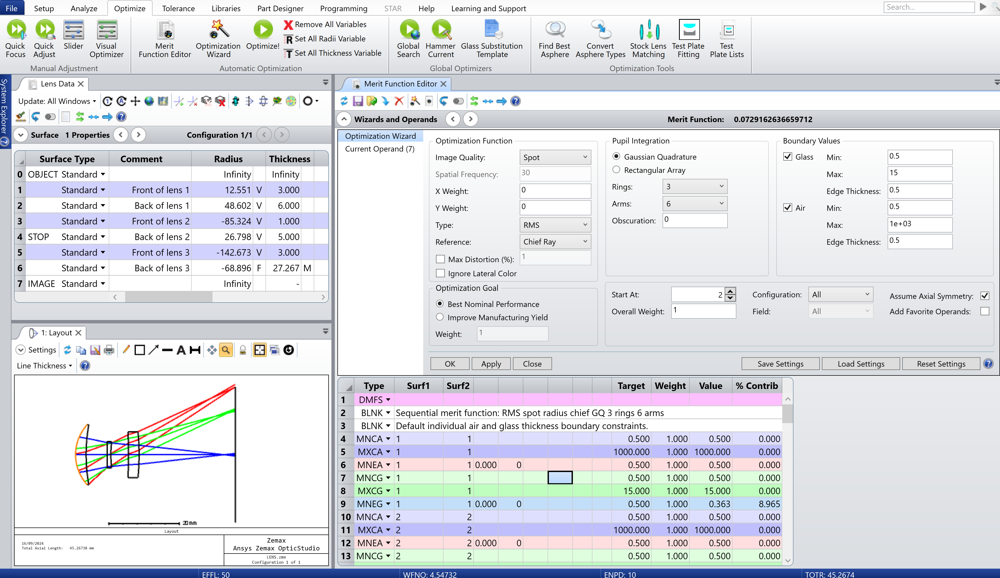 File Setup Analyze Optimize Tolerance Libraries Part Designer Programming STAR Help Learning and Support Search...
Quick Focus
Quick Adjust
Slider
Visual Optimizer
Manual Adjustment
Merit Function Editor
Optimization Wizard
Optimize!
Remove All Variables
Set All Radii Variable
Set All Thickness Variable
Automatic Optimization
Global Search
Hammer Current
Glass Substitution Template
Global Optimizers
Find Best Asphere
Convert Asphere Types
Stock Lens Matching
Test Plate Fitting
Test Plate Lists
Optimization Tools
System Explorer
Lens Data
Update: All Windows
Surface 1 Properties Configuration 1/1
Surface Type Comment Radius Thickness
0 OBJECT Standard Infinity Infinity
1 Standard Front of lens 1 12.551 V 3.000
2 Standard Back of lens 1 48.602 V 6.000
3 Standard Front of lens 2 -85.324 V 1.000
4 STOP Standard Back of lens 2 26.798 V 5.000
5 Standard Front of lens 3 -142.673 V 3.000
6 Standard Back of lens 3 -68.896 F 27.267 M
7 IMAGE Standard Infinity -
1: Layout
Settings
Line Thickness
20 mm
Layout
16/09/2024
Total Axial Length: 45.26738 mm
Zemax
Ansys Zemax OpticStudio
LENS.zmx
Configuration 1 of 1
Merit Function Editor
Wizards and Operands Merit Function: 0.0729162636659712
Optimization Wizard
Current Operand (7)
Optimization Function
Image Quality: Spot
Spatial Frequency: 30
X Weight: 0
Y Weight: 0
Type: RMS
Reference: Chief Ray
Max Distortion (%): 1
Ignore Lateral Color
Optimization Goal
Best Nominal Performance
Improve Manufacturing Yield
Weight: 1
Pupil Integration
Gaussian Quadrature
Rectangular Array
Rings: 3
Arms: 6
Obscuration: 0
Boundary Values
Glass Min: 0.5
Max: 15
Edge Thickness: 0.5
Air Min: 0.5
Max: 1e+03
Edge Thickness: 0.5
Start At: 2 Configuration: All Assume Axial Symmetry:
Overall Weight: 1 Field: All Add Favorite Operands:
OK Apply Close Save Settings Load Settings Reset Settings
Type Surf1 Surf2 Target Weight Value % Contrib
1 DMFS
2 BLNK Sequential merit function: RMS spot radius chief GQ 3 rings 6 arms
3 BLNK Default individual air and glass thickness boundary constraints.
4 MNCA 1 1 0.500 1.000 0.500 0.000
5 MXCA 1 1 1000.000 1.000 1000.000 0.000
6 MNEA 1 1 0.000 0 0.500 1.000 0.500 0.000
7 MNCG 1 1 0.500 1.000 0.500 0.000
8 MXCG 1 1 15.000 1.000 15.000 0.000
9 MNEG 1 1 0.000 0 0.500 1.000 0.363 8.965
10 MNCA 2 2 0.500 1.000 0.500 0.000
11 MXCA 2 2 1000.000 1.000 1000.000 0.000
12 MNEA 2 2 0.000 0 0.500 1.000 0.500 0.000
13 MNCG 2 2 0.500 1.000 0.500 0.000
EFFL: 50 WFNO: 4.54732 ENPD: 10 TOTR: 45.2674